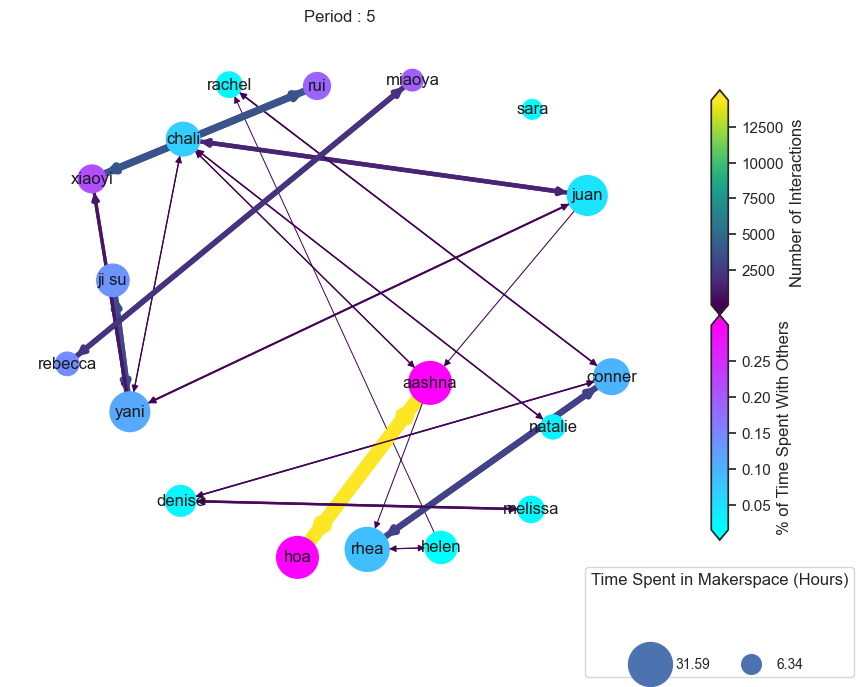 Period : 5
rachel
rui
miaoya
sara
chali
xiaoyi
juan
ji su
rebecca
yani
aashna
conner
natalie
denise
melissa
hoa
rhea
helen
12500
10000
7500
5000
2500
Number of Interactions
0.25
0.20
0.15
0.10
0.05
% of Time Spent With Others
Time Spent in Makerspace (Hours)
31.59
6.34